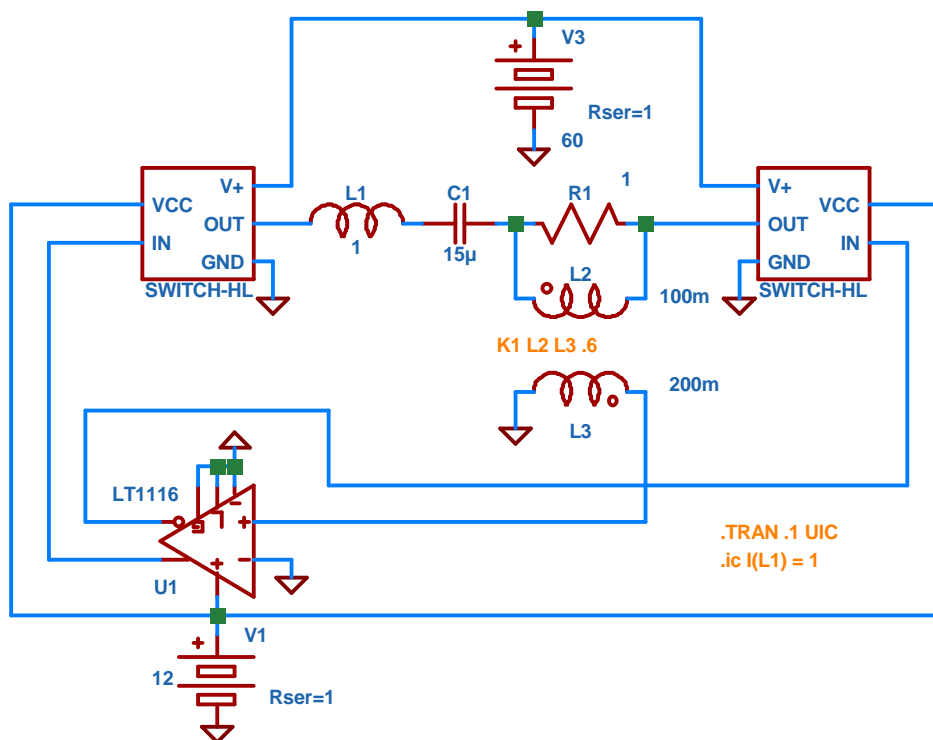 V3
Rser=1
60
V+
VCC
OUT
IN
GND
SWITCH-HL
L1
1
C1
15µ
R1
1
L2
100m
V+
VCC
OUT
IN
GND
SWITCH-HL
K1 L2 L3 .6
200m
L3
LT1116
+
-
U1
.TRAN .1 UIC
.ic I(L1) = 1
V1
12
Rser=1